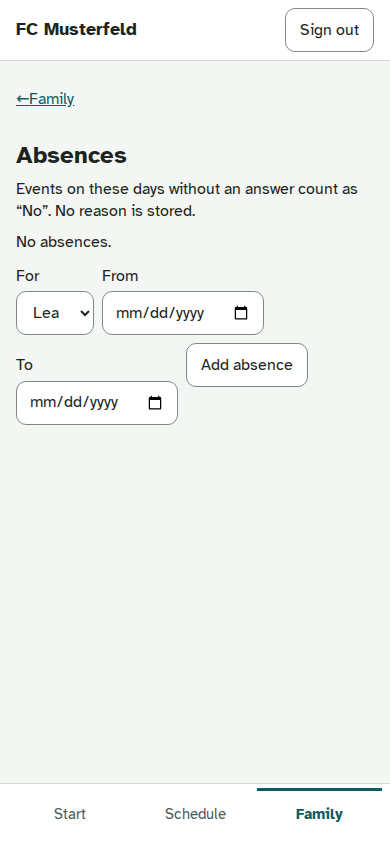 FC Musterfeld
Sign out
←Family
Absences
Events on these days without an answer count as
“No”. No reason is stored.
No absences.
For
From
Lea
mm/dd/yyyy
To
Add absence
mm/dd/yyyy
Start
Schedule
Family